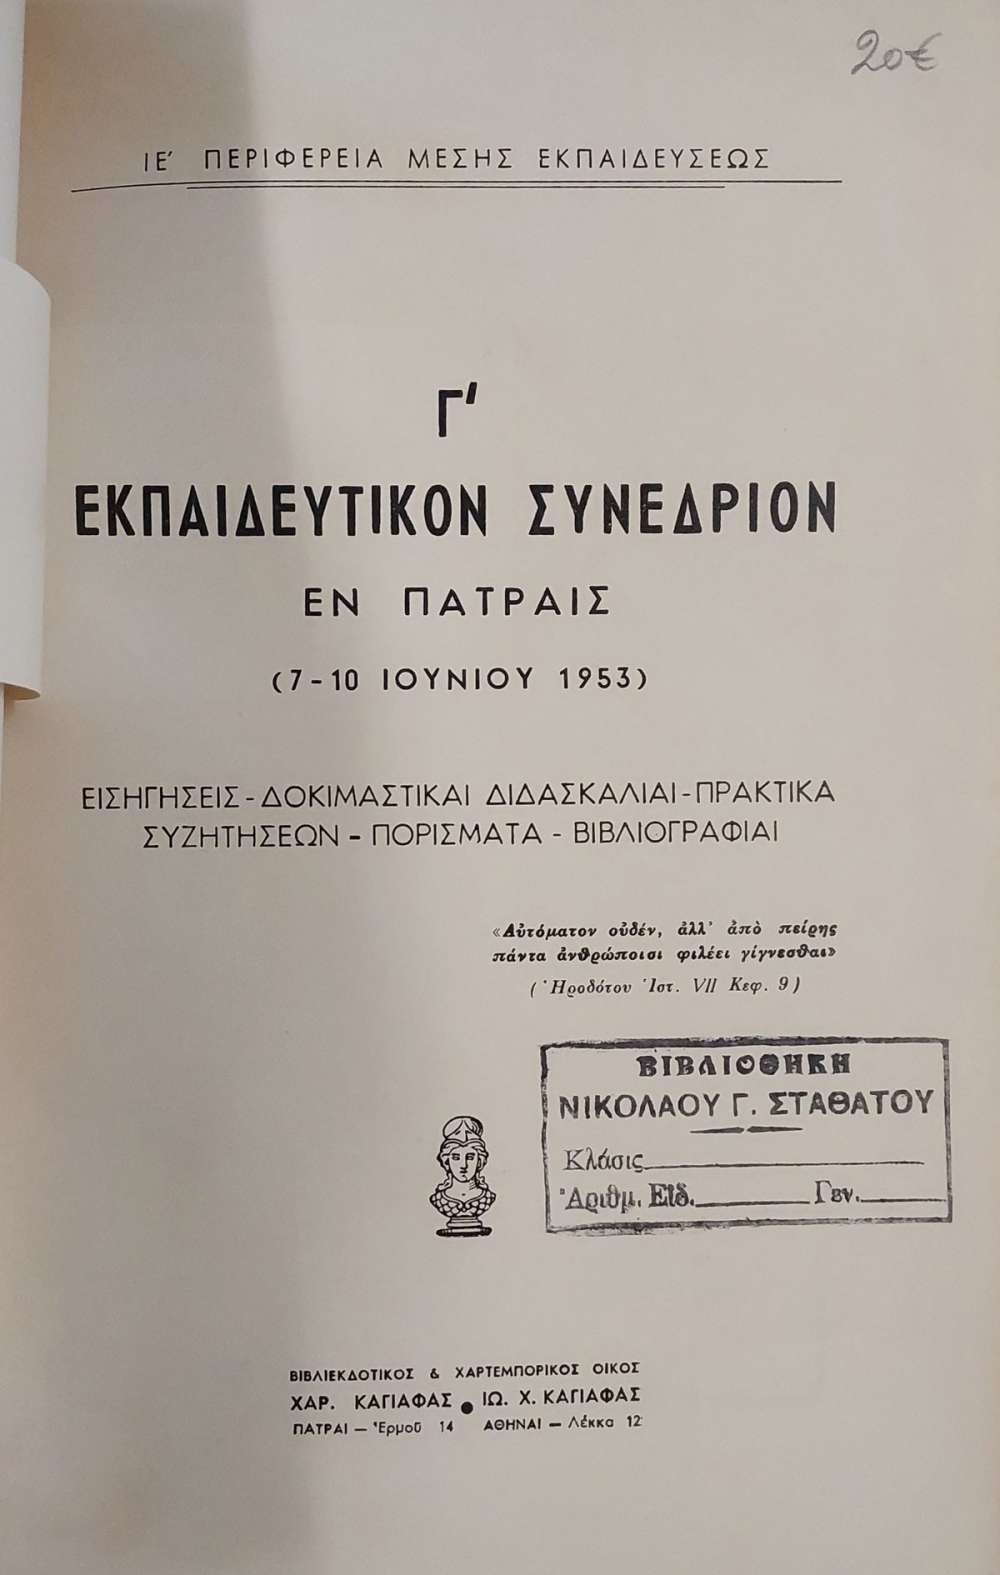 20€
ΙΕ' ΠΕΡΙΦΕΡΕΙΑ ΜΕΣΗΣ ΕΚΠΑΙΔΕΥΣΕΩΣ
Γ'
ΕΚΠΑΙΔΕΥΤΙΚΟΝ ΣΥΝΕΔΡΙΟΝ
ΕΝ ΠΑΤΡΑΙΣ
(7-10 ΙΟΥΝΙΟΥ 1953)
ΕΙΣΗΓΗΣΕΙΣ - ΔΟΚΙΜΑΣΤΙΚΑΙ ΔΙΔΑΣΚΑΛΙΑΙ - ΠΡΑΚΤΙΚΑ
ΣΥΖΗΤΗΣΕΩΝ - ΠΟΡΙΣΜΑΤΑ - ΒΙΒΛΙΟΓΡΑΦΙΑΙ
«Αὐτόματον οὐδέν, ἀλλ' ἀπὸ πείρης
πάντα ἀνθρώποισι φιλέει γίγνεσθαι»
(Ἡροδότου Ἱστ. VII Κεφ. 9)
ΒΙΒΛΙΟΘΗΚΗ
ΝΙΚΟΛΑΟΥ Γ. ΣΤΑΘΑΤΟΥ
Κλάσις
Ἀριθμ. Εἰδ. Γεν.
ΒΙΒΛΙΕΚΔΟΤΙΚΟΣ & ΧΑΡΤΕΜΠΟΡΙΚΟΣ ΟΙΚΟΣ
ΧΑΡ. ΚΑΓΙΑΦΑΣ • ΙΩ. Χ. ΚΑΓΙΑΦΑΣ
ΠΑΤΡΑΙ — Ἑρμοῦ 14 ΑΘΗΝΑΙ — Λέκκα 12